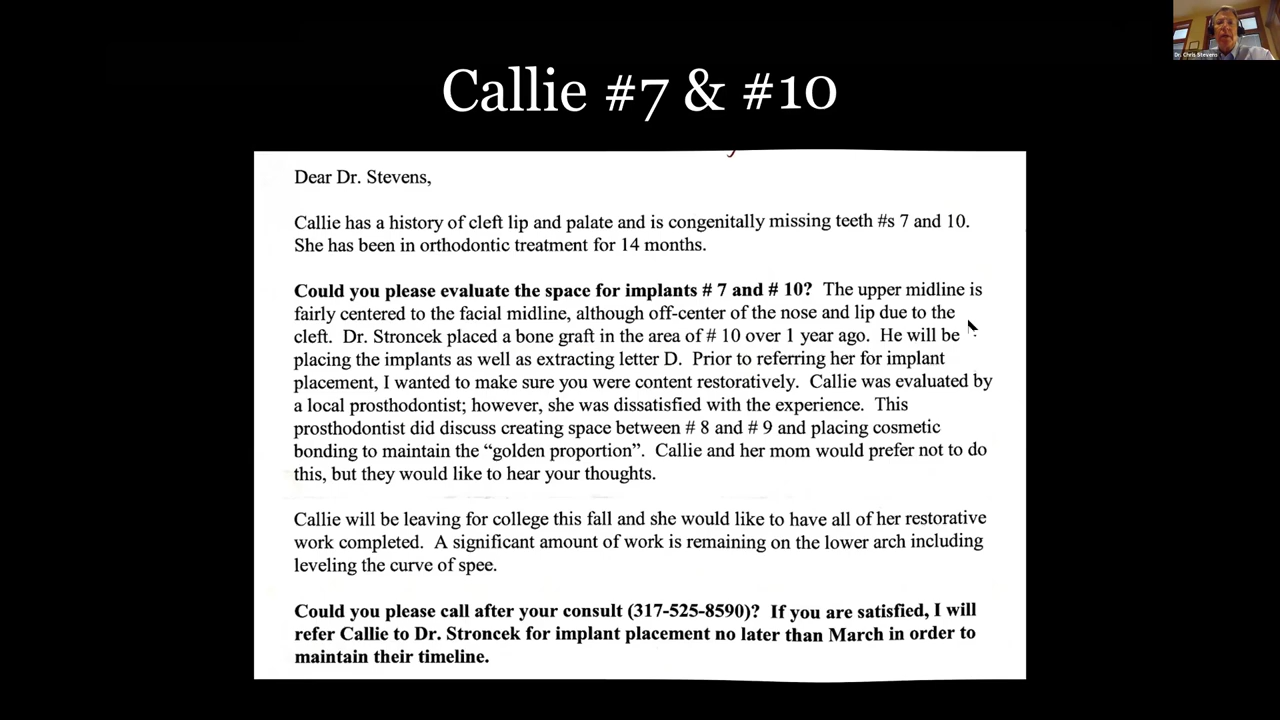 Dr. Chris Stevens
Callie #7 & #10
Dear Dr. Stevens,
Callie has a history of cleft lip and palate and is congenitally missing teeth #s 7 and 10.
She has been in orthodontic treatment for 14 months.
Could you please evaluate the space for implants # 7 and # 10? The upper midline is
fairly centered to the facial midline, although off-center of the nose and lip due to the
cleft. Dr. Stroncek placed a bone graft in the area of # 10 over 1 year ago. He will be
placing the implants as well as extracting letter D. Prior to referring her for implant
placement, I wanted to make sure you were content restoratively. Callie was evaluated by
a local prosthodontist; however, she was dissatisfied with the experience. This
prosthodontist did discuss creating space between # 8 and # 9 and placing cosmetic
bonding to maintain the “golden proportion”. Callie and her mom would prefer not to do
this, but they would like to hear your thoughts.
Callie will be leaving for college this fall and she would like to have all of her restorative
work completed. A significant amount of work is remaining on the lower arch including
leveling the curve of spee.
Could you please call after your consult (317-525-8590)? If you are satisfied, I will
refer Callie to Dr. Stroncek for implant placement no later than March in order to
maintain their timeline.